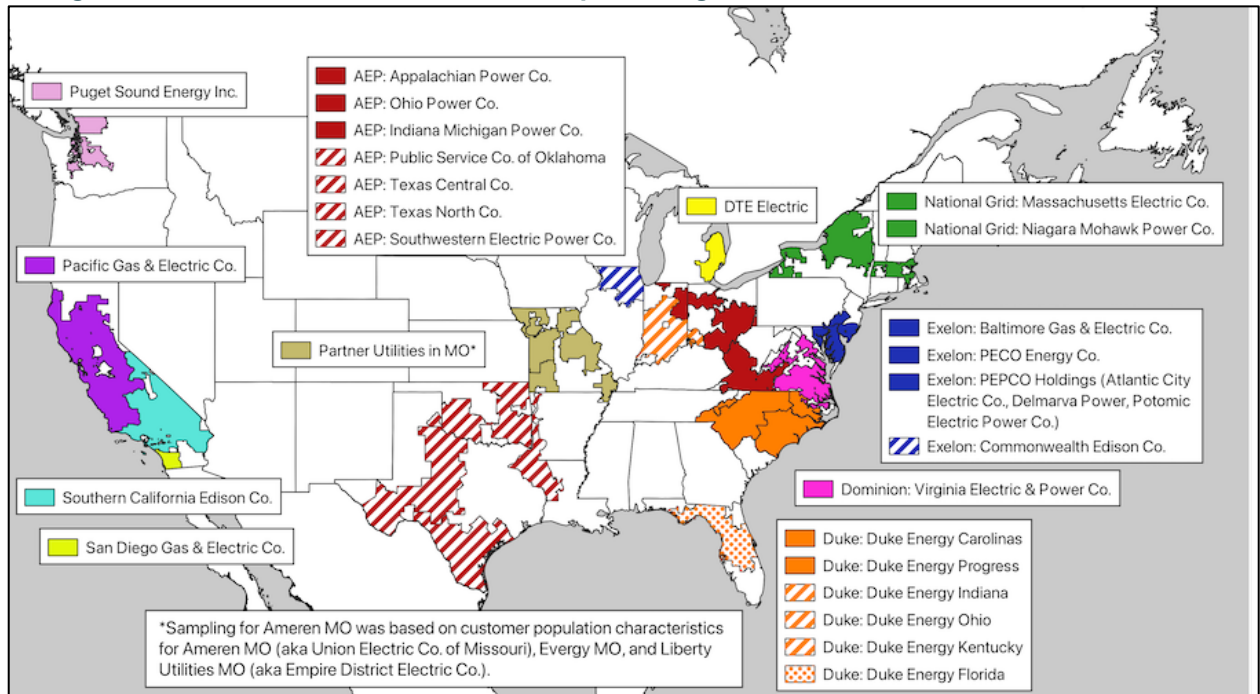 Puget Sound Energy Inc.
AEP: Appalachian Power Co.
AEP: Ohio Power Co.
AEP: Indiana Michigan Power Co.
AEP: Public Service Co. of Oklahoma
AEP: Texas Central Co.
AEP: Texas North Co.
AEP: Southwestern Electric Power Co.
DTE Electric
National Grid: Massachusetts Electric Co.
National Grid: Niagara Mohawk Power Co.
Pacific Gas & Electric Co.
Partner Utilities in MO*
Exelon: Baltimore Gas & Electric Co.
Exelon: PECO Energy Co.
Exelon: PEPCO Holdings (Atlantic City
Electric Co., Delmarva Power, Potomic
Electric Power Co.)
Exelon: Commonwealth Edison Co.
Southern California Edison Co.
Dominion: Virginia Electric & Power Co.
San Diego Gas & Electric Co.
Duke: Duke Energy Carolinas
Duke: Duke Energy Progress
Duke: Duke Energy Indiana
Duke: Duke Energy Ohio
Duke: Duke Energy Kentucky
Duke: Duke Energy Florida
*Sampling for Ameren MO was based on customer population characteristics
for Ameren MO (aka Union Electric Co. of Missouri), Evergy MO, and Liberty
Utilities MO (aka Empire District Electric Co.).